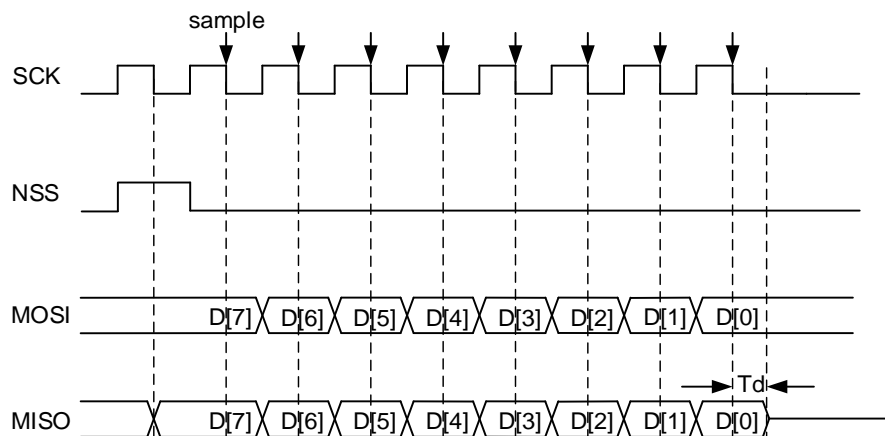 sample
SCK
NSS
MOSI D[7] D[6] D[5] D[4] D[3] D[2] D[1] D[0]
Td
MISO D[7] D[6] D[5] D[4] D[3] D[2] D[1] D[0]